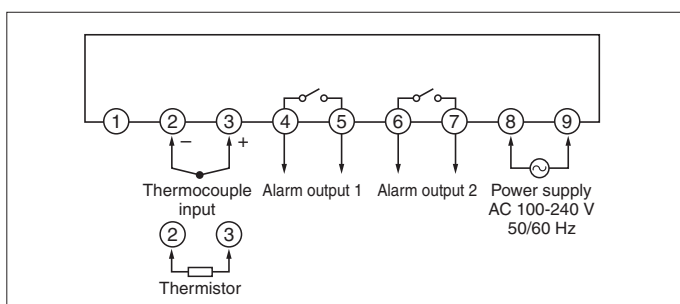 1 2 3 4 5 6 7 8 9
− +
Thermocouple
input
Alarm output 1
Alarm output 2
Power supply
AC 100-240 V
50/60 Hz
2 3
Thermistor